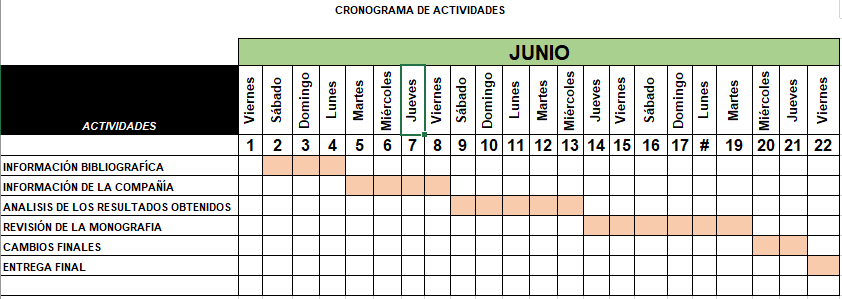 CRONOGRAMA DE ACTIVIDADES
JUNIO
ACTIVIDADES Viernes Sábado Domingo Lunes Martes Miércoles Jueves Viernes Sábado Domingo Lunes Martes Miércoles Jueves Viernes Sábado Domingo Lunes Martes Miércoles Jueves Viernes
1 2 3 4 5 6 7 8 9 10 11 12 13 14 15 16 17 # 19 20 21 22
INFORMACIÓN BIBLIOGRAFÍCA
INFORMACIÓN DE LA COMPAÑÍA
ANALISIS DE LOS RESULTADOS OBTENIDOS
REVISIÓN DE LA MONOGRAFIA
CAMBIOS FINALES
ENTREGA FINAL